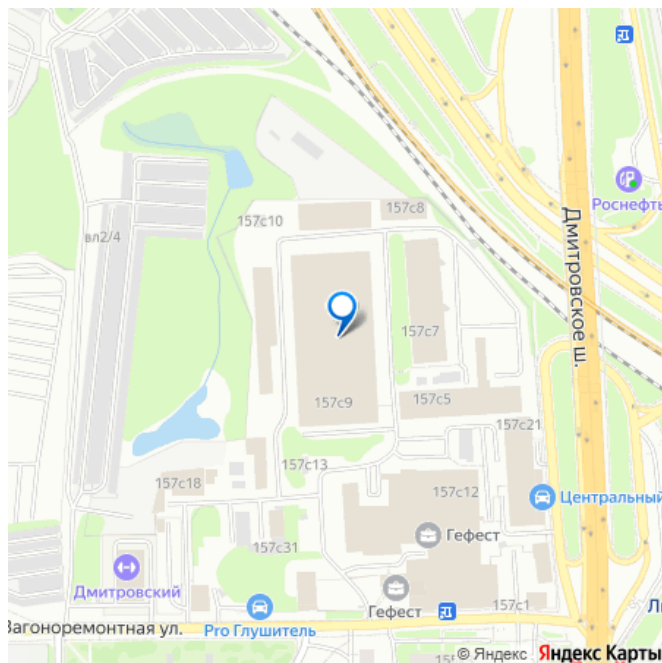 Роснефть
157с10
157с8
вл2/4
Дмитровское ш.
157с7
157с9
157с5
157с21
157с13
157с18
157с12
Центральный
Гефест
157с31
Дмитровский
Гефест
157с1
Вагоноремонтная ул.
Pro Глушитель
© Яндекс Яндекс Карты